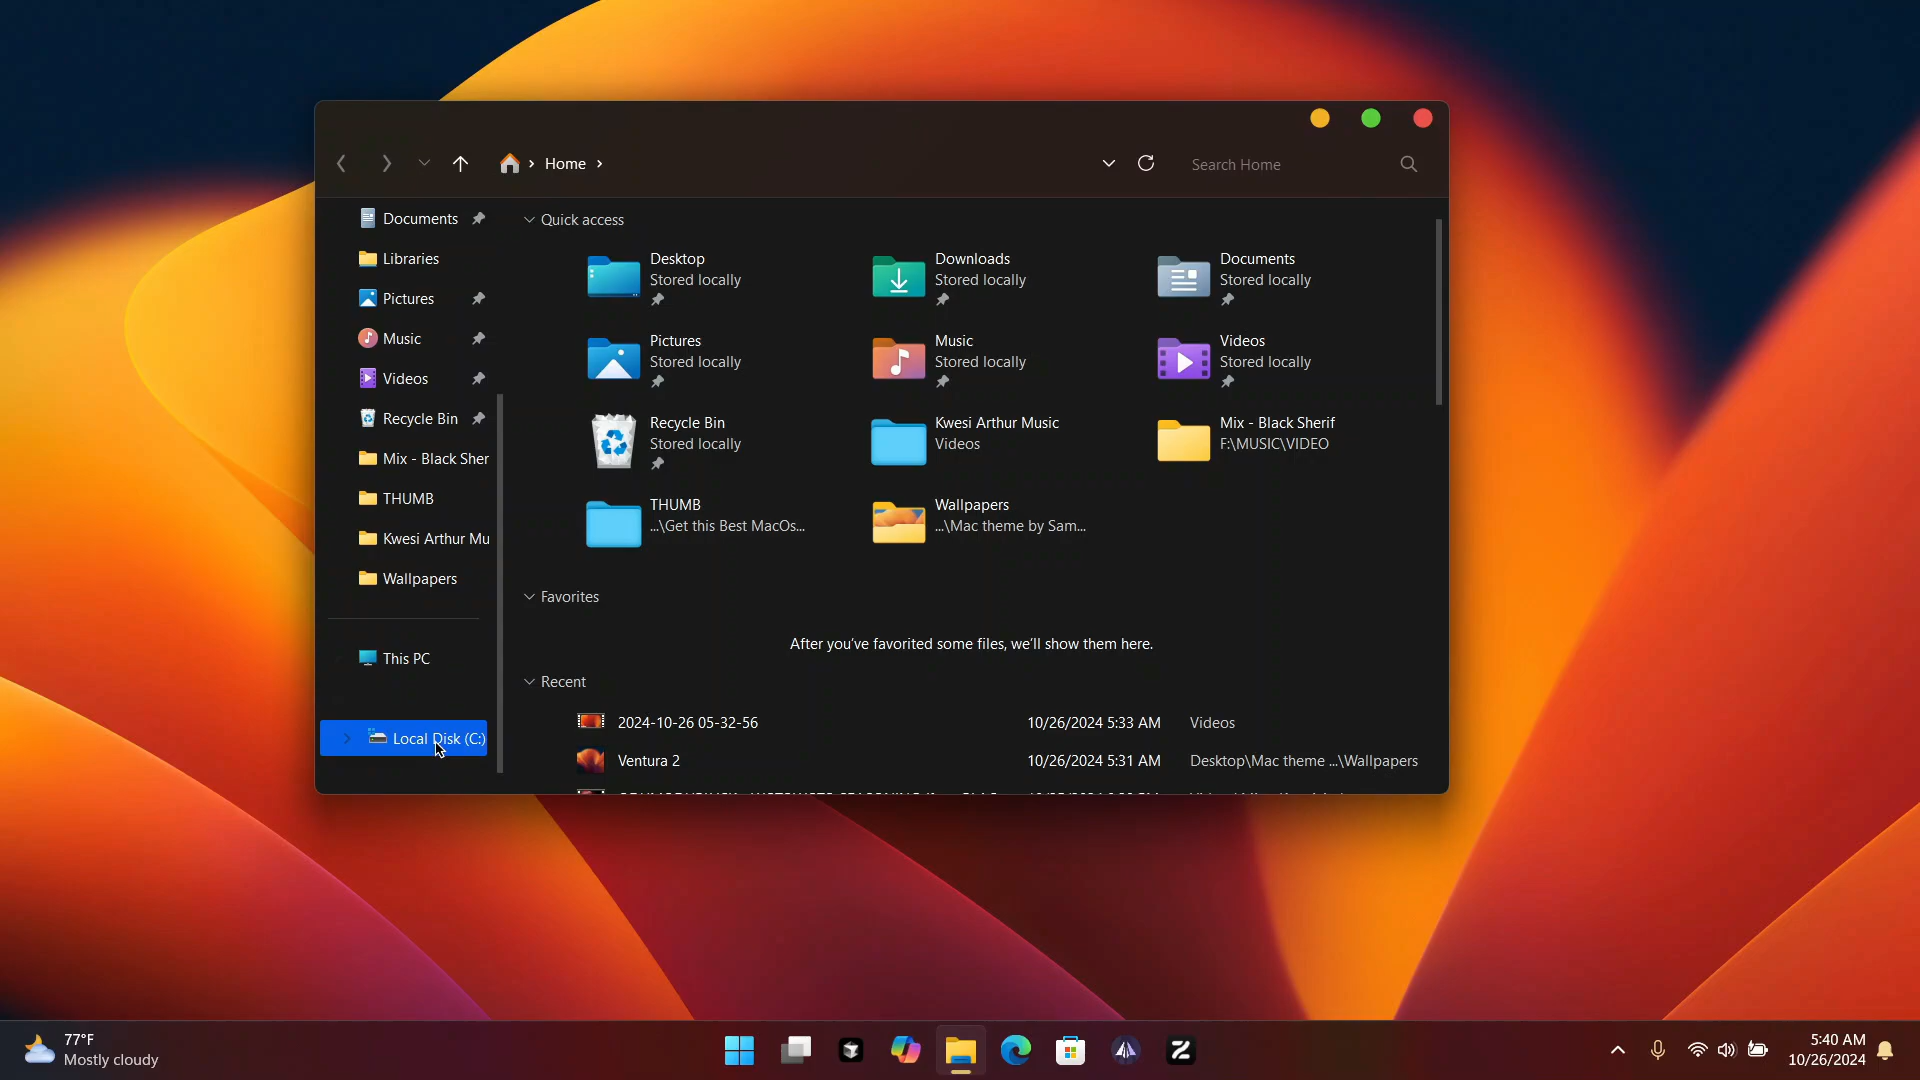 Home
Search Home
Documents
Libraries
Pictures
Music
Videos
Recycle Bin
Mix - Black Sher
THUMB
Kwesi Arthur Mu
Wallpapers
This PC
Local Disk (C:)
Quick access
Desktop
Stored locally
Downloads
Stored locally
Documents
Stored locally
Pictures
Stored locally
Music
Stored locally
Videos
Stored locally
Recycle Bin
Stored locally
Kwesi Arthur Music
Videos
Mix - Black Sherif
F:\MUSIC\VIDEO
THUMB
...\Get this Best MacOs...
Wallpapers
...\Mac theme by Sam...
Favorites
After you've favorited some files, we'll show them here.
Recent
2024-10-26 05-32-56 10/26/2024 5:33 AM Videos
Ventura 2 10/26/2024 5:31 AM Desktop\Mac theme ...\Wallpapers
77°F
Mostly cloudy
5:40 AM
10/26/2024